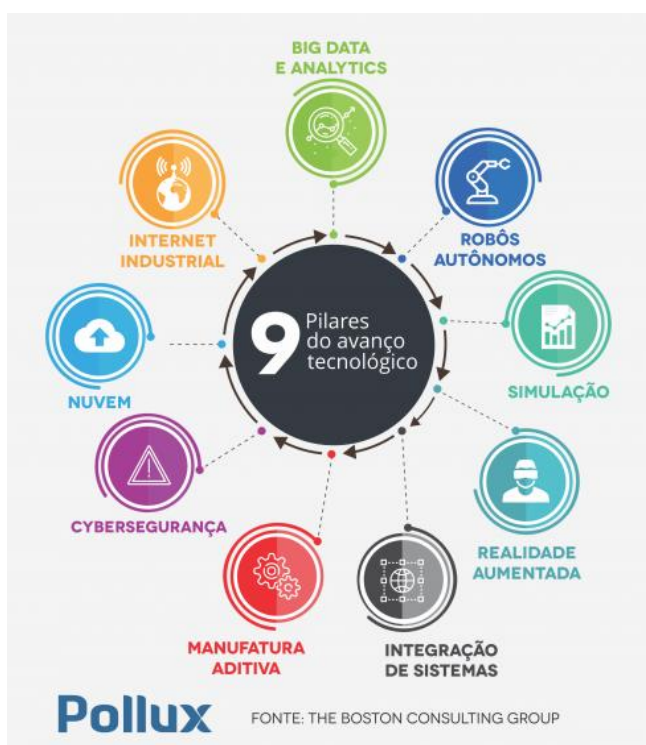 BIG DATA
E ANALYTICS
ROBÔS
AUTÔNOMOS
SIMULAÇÃO
REALIDADE
AUMENTADA
INTEGRAÇÃO
DE SISTEMAS
MANUFATURA
ADITIVA
CYBERSEGURANÇA
NUVEM
INTERNET
INDUSTRIAL
9 Pilares
do avanço
tecnológico
Pollux
FONTE: THE BOSTON CONSULTING GROUP